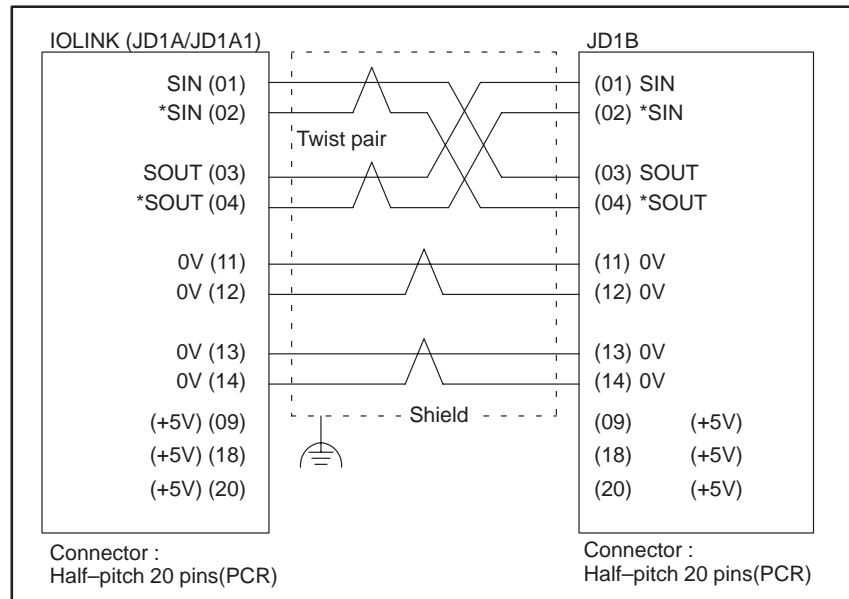 IOLINK (JD1A/JD1A1)
JD1B
SIN (01)
*SIN (02)
SOUT (03)
*SOUT (04)
0V (11)
0V (12)
0V (13)
0V (14)
(+5V) (09)
(+5V) (18)
(+5V) (20)
Twist pair
Shield
(01) SIN
(02) *SIN
(03) SOUT
(04) *SOUT
(11) 0V
(12) 0V
(13) 0V
(14) 0V
(09) (+5V)
(18) (+5V)
(20) (+5V)
Connector :
Half–pitch 20 pins(PCR)
Connector :
Half–pitch 20 pins(PCR)